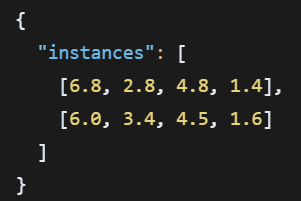 {
  "instances": [
    [6.8, 2.8, 4.8, 1.4],
    [6.0, 3.4, 4.5, 1.6]
  ]
}